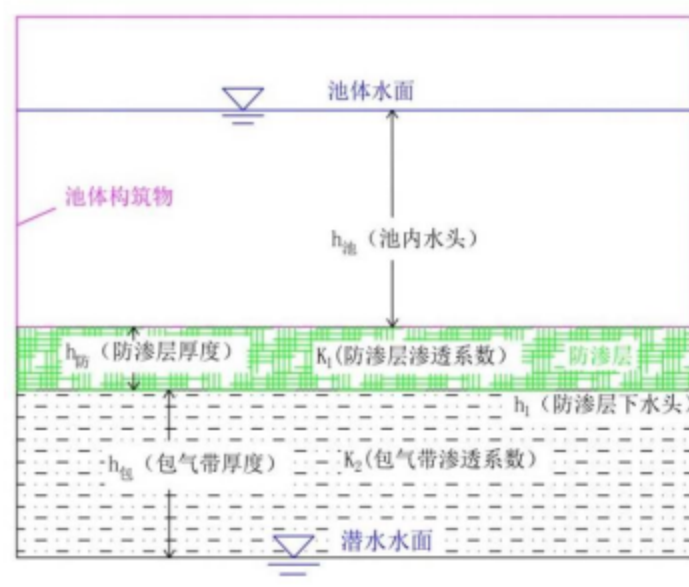 池体水面
池体构筑物
h池（池内水头）
h防（防渗层厚度） K1(防渗层渗透系数） 防渗层
h1（防渗层下水头）
h包（包气带厚度） K2(包气带渗透系数）
潜水水面